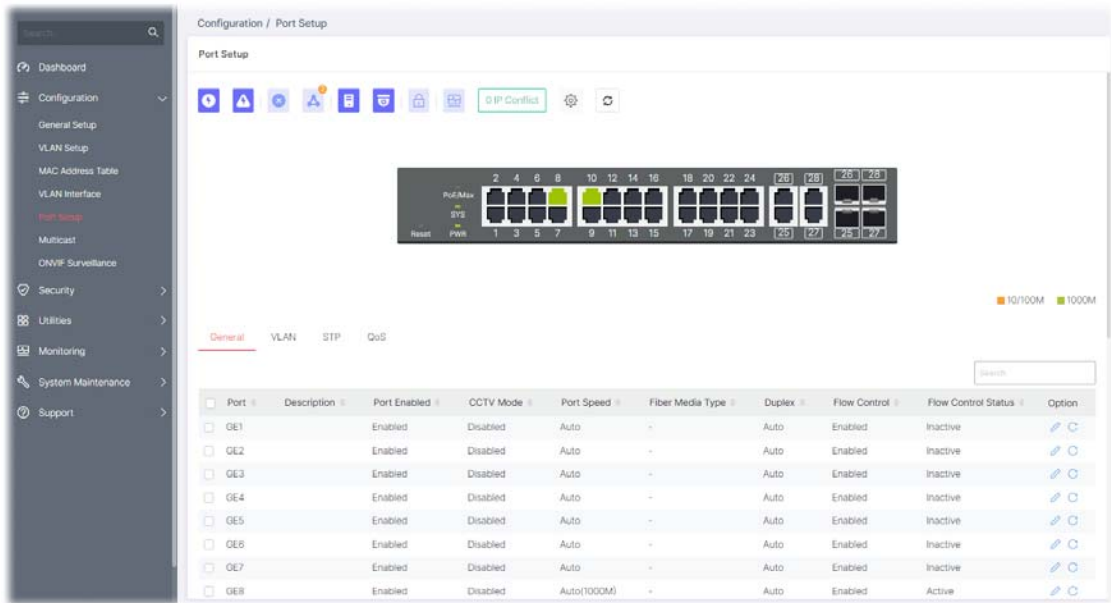 Search
Dashboard
Configuration
General Setup
VLAN Setup
MAC Address Table
VLAN Interface
Port Setup
Multicast
ONVIF Surveillance
Security
Utilities
Monitoring
System Maintenance
Support
Configuration / Port Setup
Port Setup
0 IP Conflict
2 4 6 8 10 12 14 16 18 20 22 24 26 28 26 28
PoE/Max
SYS
Reset PWR 1 3 5 7 9 11 13 15 17 19 21 23 25 27 25 27
10/100M 1000M
General VLAN STP QoS
Search
Port Description Port Enabled CCTV Mode Port Speed Fiber Media Type Duplex Flow Control Flow Control Status Option
GE1 Enabled Disabled Auto - Auto Enabled Inactive
GE2 Enabled Disabled Auto - Auto Enabled Inactive
GE3 Enabled Disabled Auto - Auto Enabled Inactive
GE4 Enabled Disabled Auto - Auto Enabled Inactive
GE5 Enabled Disabled Auto - Auto Enabled Inactive
GE6 Enabled Disabled Auto - Auto Enabled Inactive
GE7 Enabled Disabled Auto - Auto Enabled Inactive
GE8 Enabled Disabled Auto(1000M) - Auto Enabled Active